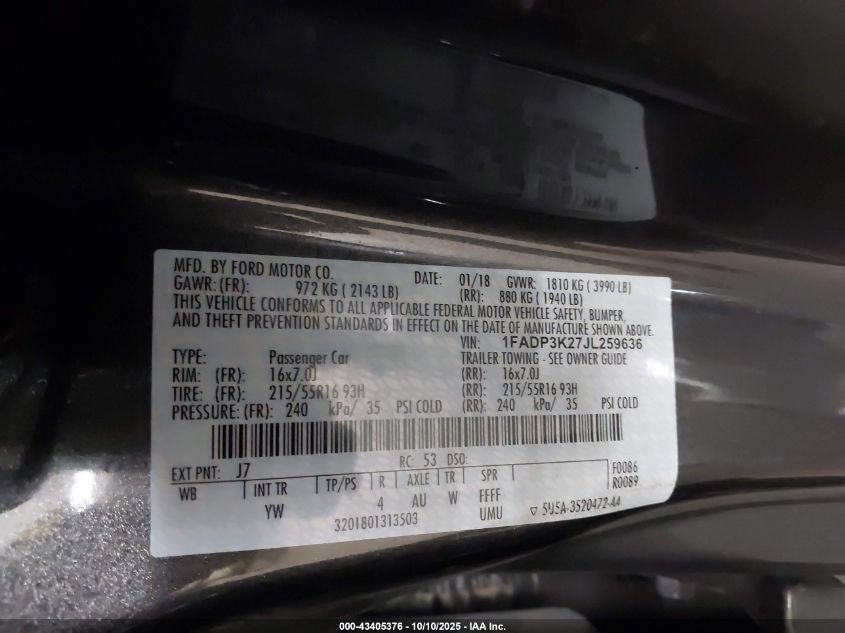 MFD. BY FORD MOTOR CO. DATE: 01/18 GVWR: 1810 KG ( 3990 LB)
GAWR: (FR): 972 KG ( 2143 LB) (RR): 880 KG ( 1940 LB)
THIS VEHICLE CONFORMS TO ALL APPLICABLE FEDERAL MOTOR VEHICLE SAFETY, BUMPER,
AND THEFT PREVENTION STANDARDS IN EFFECT ON THE DATE OF MANUFACTURE SHOWN ABOVE.
VIN: 1FADP3K27JL259636
TYPE: Passenger Car TRAILER TOWING - SEE OWNER GUIDE
RIM: (FR): 16x7.0J (RR): 16x7.0J
TIRE: (FR): 215/55R16 93H (RR): 215/55R16 93H
PRESSURE: (FR): 240 kPa/ 35 PSI COLD (RR): 240 kPa/ 35 PSI COLD
EXT PNT: J7 RC: 53 DSO: F0086
WB INT TR TP/PS R AXLE TR SPR R0089
YW 4 AU W FFFF
3201801313503 UMU ▽ 5U5A-3520472-AA
000-43405376 - 10/10/2025 - IAA Inc.